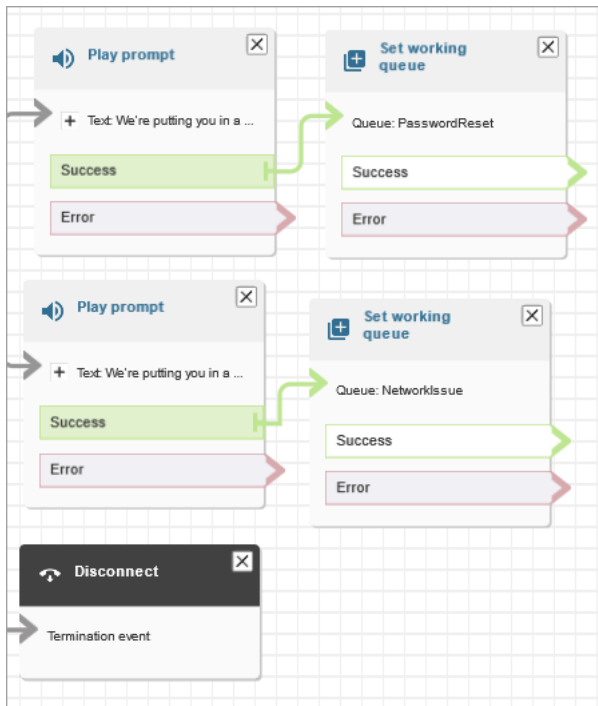 Play prompt
Text: We're putting you in a ...
Success
Error
Set working
queue
Queue: PasswordReset
Success
Error
Play prompt
Text: We're putting you in a ...
Success
Error
Set working
queue
Queue: NetworkIssue
Success
Error
Disconnect
Termination event